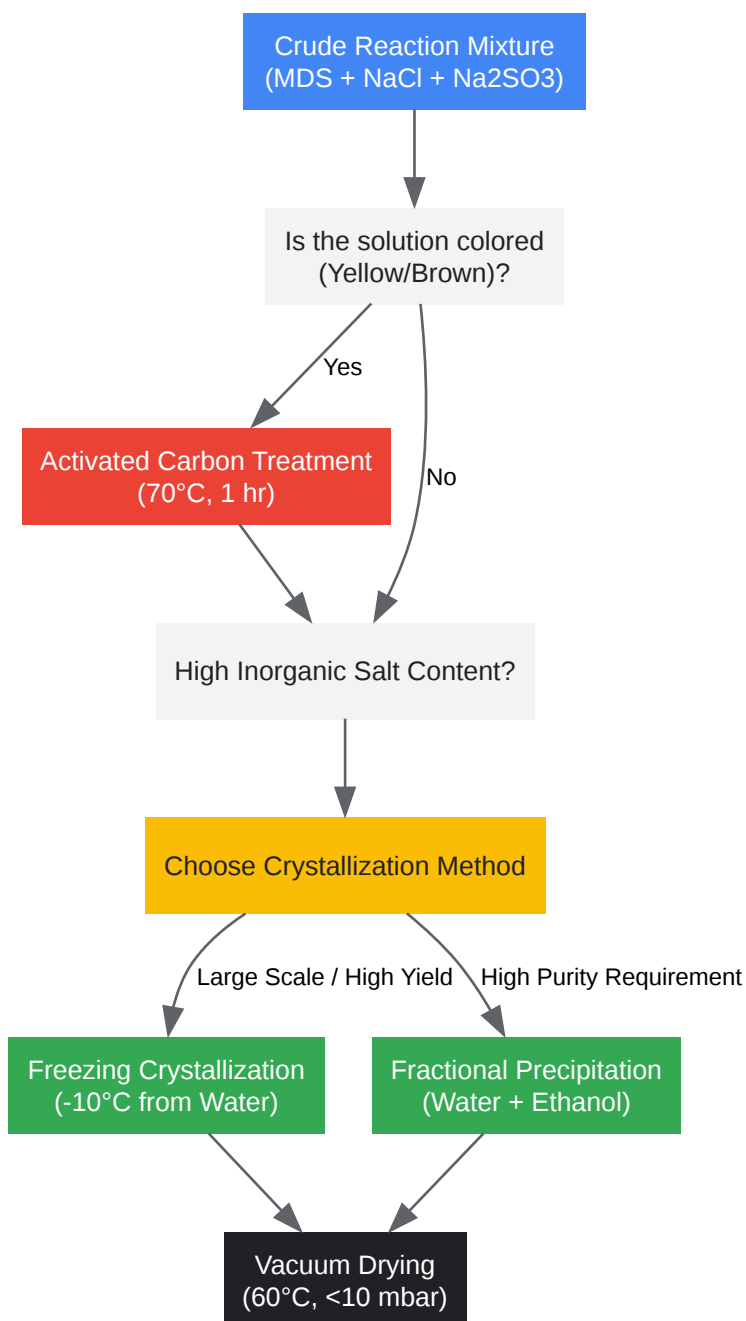 Crude Reaction Mixture
(MDS + NaCl + Na2SO3)
Is the solution colored
(Yellow/Brown)?
Yes
Activated Carbon Treatment
(70°C, 1 hr)
No
High Inorganic Salt Content?
Choose Crystallization Method
Large Scale / High Yield
High Purity Requirement
Freezing Crystallization
(-10°C from Water)
Fractional Precipitation
(Water + Ethanol)
Vacuum Drying
(60°C, <10 mbar)